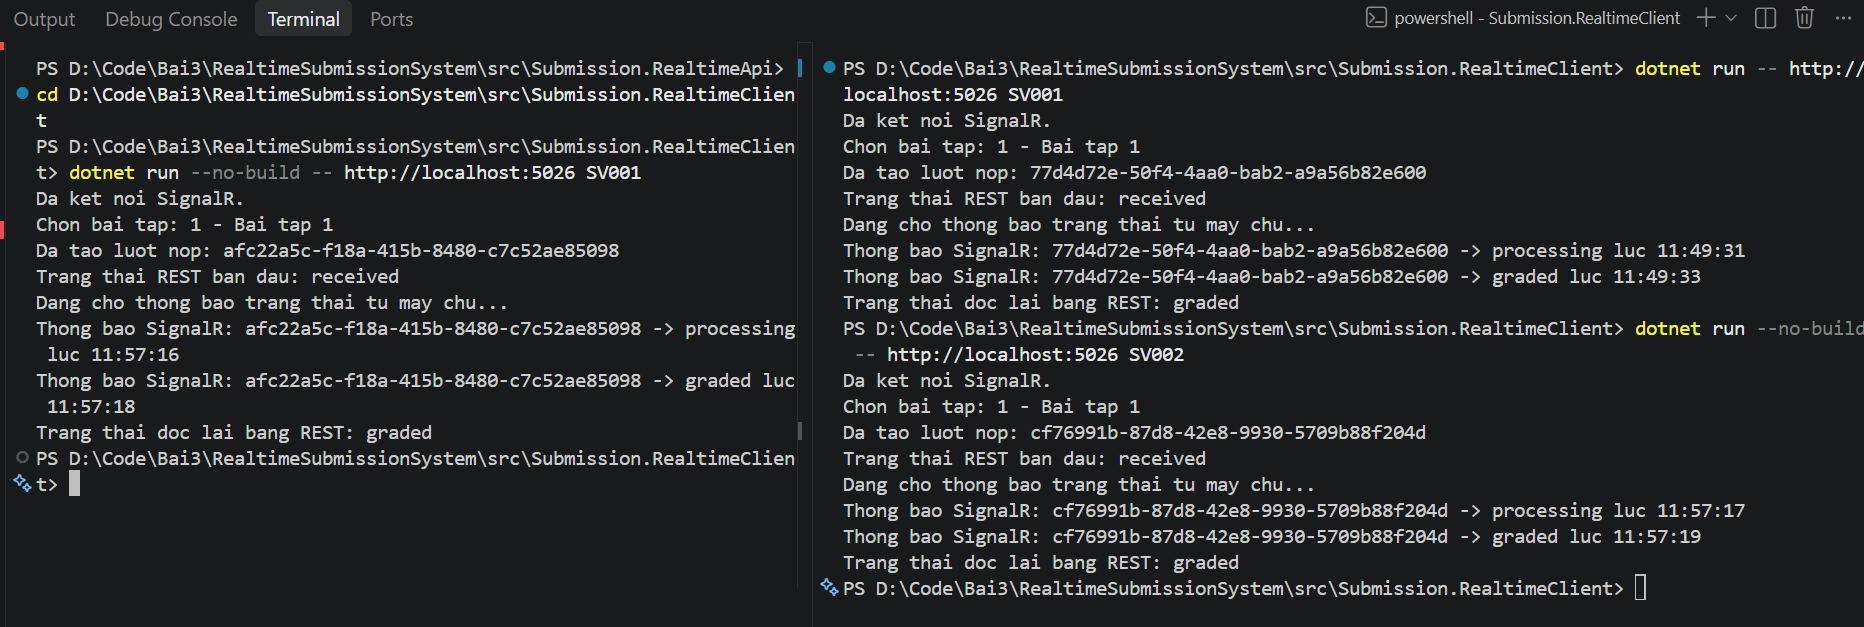 Output Debug Console Terminal Ports powershell - Submission.RealtimeClient
PS D:\Code\Bai3\RealtimeSubmissionSystem\src\Submission.RealtimeApi>
cd D:\Code\Bai3\RealtimeSubmissionSystem\src\Submission.RealtimeClien
t
PS D:\Code\Bai3\RealtimeSubmissionSystem\src\Submission.RealtimeClien
t> dotnet run --no-build -- http://localhost:5026 SV001
Da ket noi SignalR.
Chon bai tap: 1 - Bai tap 1
Da tao luot nop: afc22a5c-f18a-415b-8480-c7c52ae85098
Trang thai REST ban dau: received
Dang cho thong bao trang thai tu may chu...
Thong bao SignalR: afc22a5c-f18a-415b-8480-c7c52ae85098 -> processing
luc 11:57:16
Thong bao SignalR: afc22a5c-f18a-415b-8480-c7c52ae85098 -> graded luc
11:57:18
Trang thai doc lai bang REST: graded
PS D:\Code\Bai3\RealtimeSubmissionSystem\src\Submission.RealtimeClien
t>
PS D:\Code\Bai3\RealtimeSubmissionSystem\src\Submission.RealtimeClient> dotnet run -- http://
localhost:5026 SV001
Da ket noi SignalR.
Chon bai tap: 1 - Bai tap 1
Da tao luot nop: 77d4d72e-50f4-4aa0-bab2-a9a56b82e600
Trang thai REST ban dau: received
Dang cho thong bao trang thai tu may chu...
Thong bao SignalR: 77d4d72e-50f4-4aa0-bab2-a9a56b82e600 -> processing luc 11:49:31
Thong bao SignalR: 77d4d72e-50f4-4aa0-bab2-a9a56b82e600 -> graded luc 11:49:33
Trang thai doc lai bang REST: graded
PS D:\Code\Bai3\RealtimeSubmissionSystem\src\Submission.RealtimeClient> dotnet run --no-build
-- http://localhost:5026 SV002
Da ket noi SignalR.
Chon bai tap: 1 - Bai tap 1
Da tao luot nop: cf76991b-87d8-42e8-9930-5709b88f204d
Trang thai REST ban dau: received
Dang cho thong bao trang thai tu may chu...
Thong bao SignalR: cf76991b-87d8-42e8-9930-5709b88f204d -> processing luc 11:57:17
Thong bao SignalR: cf76991b-87d8-42e8-9930-5709b88f204d -> graded luc 11:57:19
Trang thai doc lai bang REST: graded
PS D:\Code\Bai3\RealtimeSubmissionSystem\src\Submission.RealtimeClient>